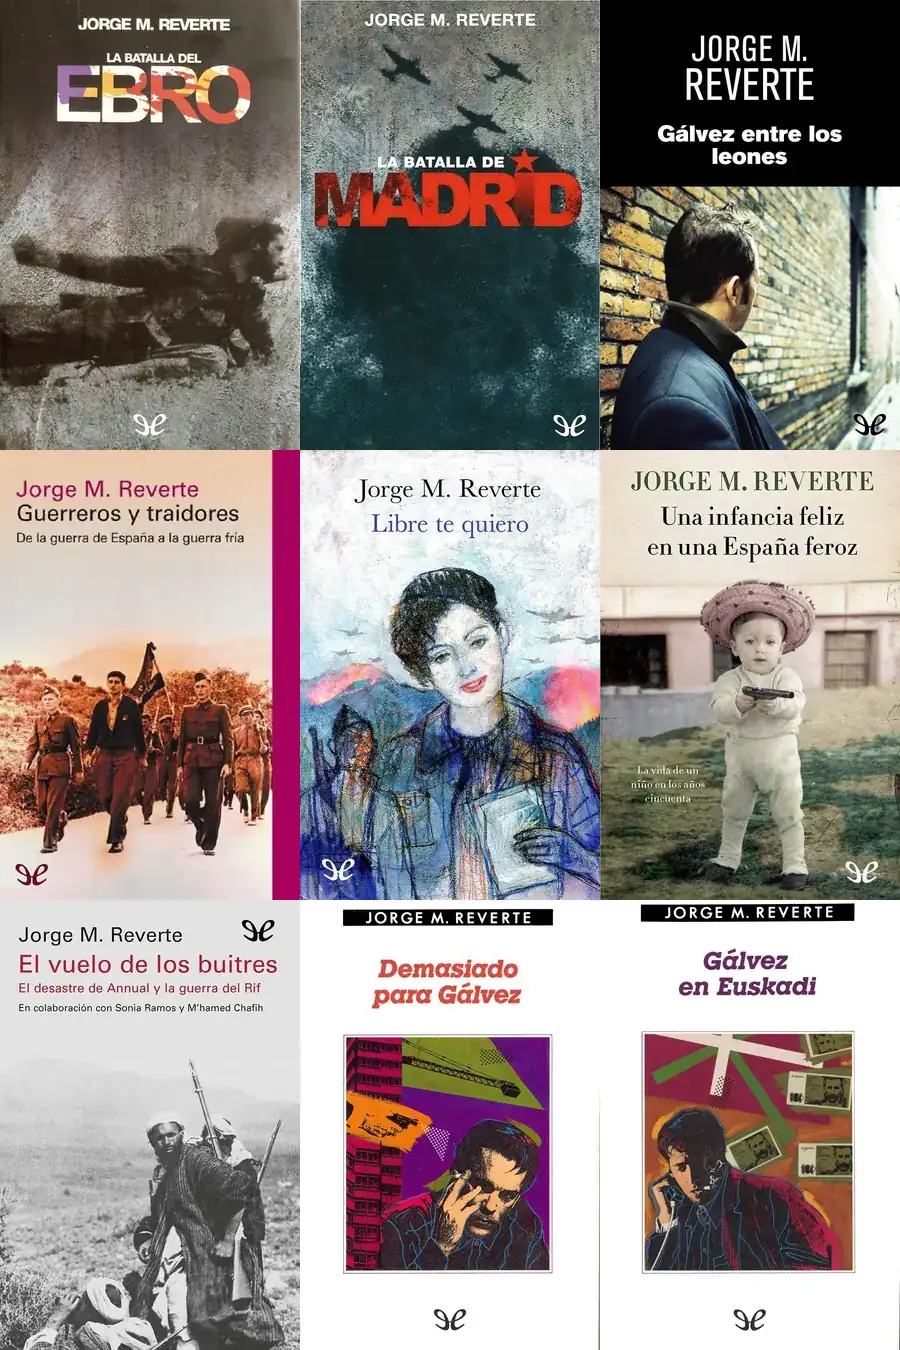 JORGE M. REVERTE
LA BATALLA DEL
EBRO
JORGE M. REVERTE
LA BATALLA DE
MADRID
JORGE M.
REVERTE
Gálvez entre los
leones
Jorge M. Reverte
Guerreros y traidores
De la guerra de España a la guerra fría
Jorge M. Reverte
Libre te quiero
JORGE M. REVERTE
Una infancia feliz
en una España feroz
La vida de un
niño en los años
cincuenta
Jorge M. Reverte
El vuelo de los buitres
El desastre de Annual y la guerra del Rif
En colaboración con Sonia Ramos y M'hamed Chafih
JORGE M. REVERTE
Demasiado
para Gálvez
JORGE M. REVERTE
Gálvez
en Euskadi